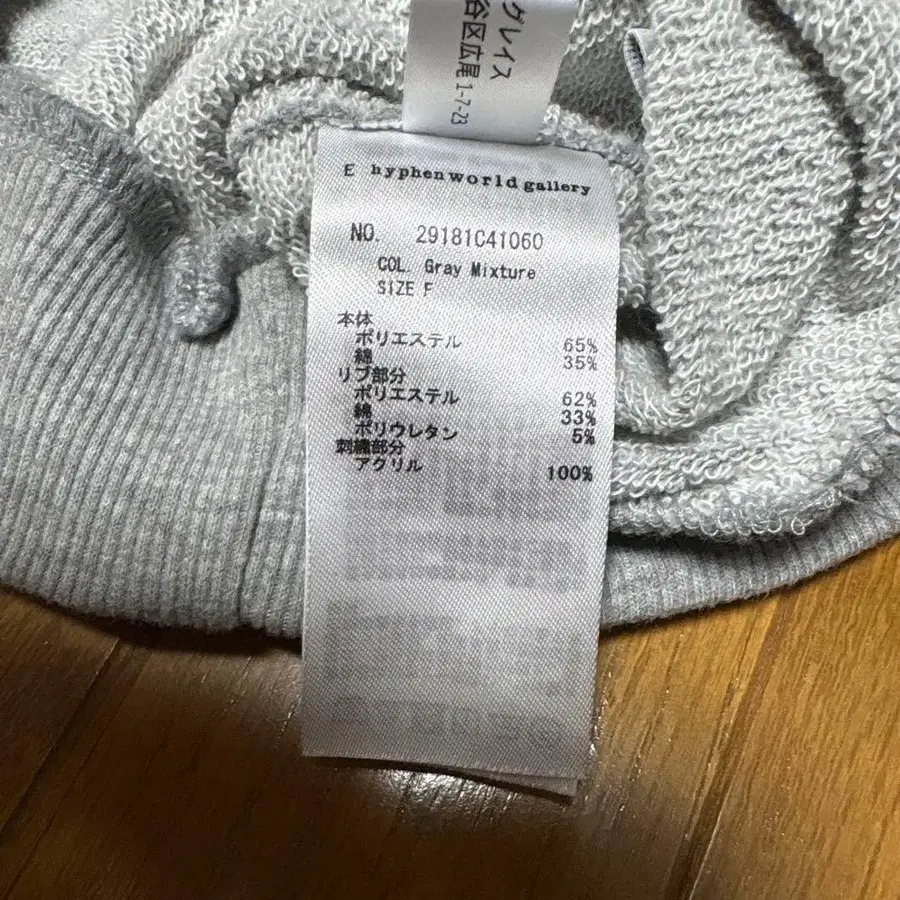 グレイス
谷区広尾1-7-23
E hyphen world gallery
NO. 29181C41060
COL. Gray Mixture
SIZE F
本体
ポリエステル 65%
綿 35%
リブ部分
ポリエステル 62%
綿 33%
ポリウレタン 5%
刺繍部分
アクリル 100%